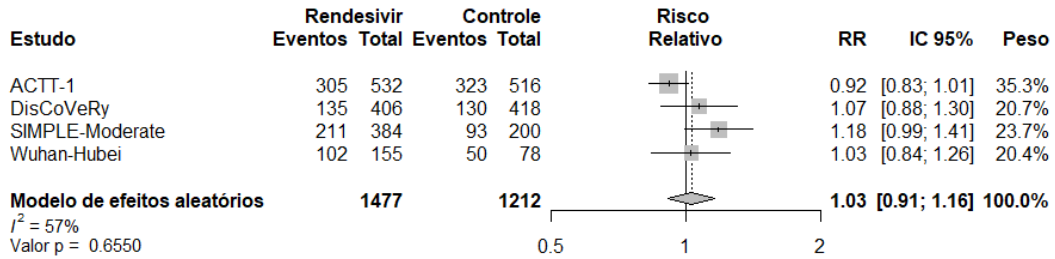 Rendesivir Controle Risco
Estudo Eventos Total Eventos Total Relativo RR IC 95% Peso
ACTT-1 305 532 323 516 0.92 [0.83; 1.01] 35.3%
DisCoVeRy 135 406 130 418 1.07 [0.88; 1.30] 20.7%
SIMPLE-Moderate 211 384 93 200 1.18 [0.99; 1.41] 23.7%
Wuhan-Hubei 102 155 50 78 1.03 [0.84; 1.26] 20.4%
Modelo de efeitos aleatórios 1477 1212 1.03 [0.91; 1.16] 100.0%
I² = 57%
Valor p = 0.6550 0.5 1 2